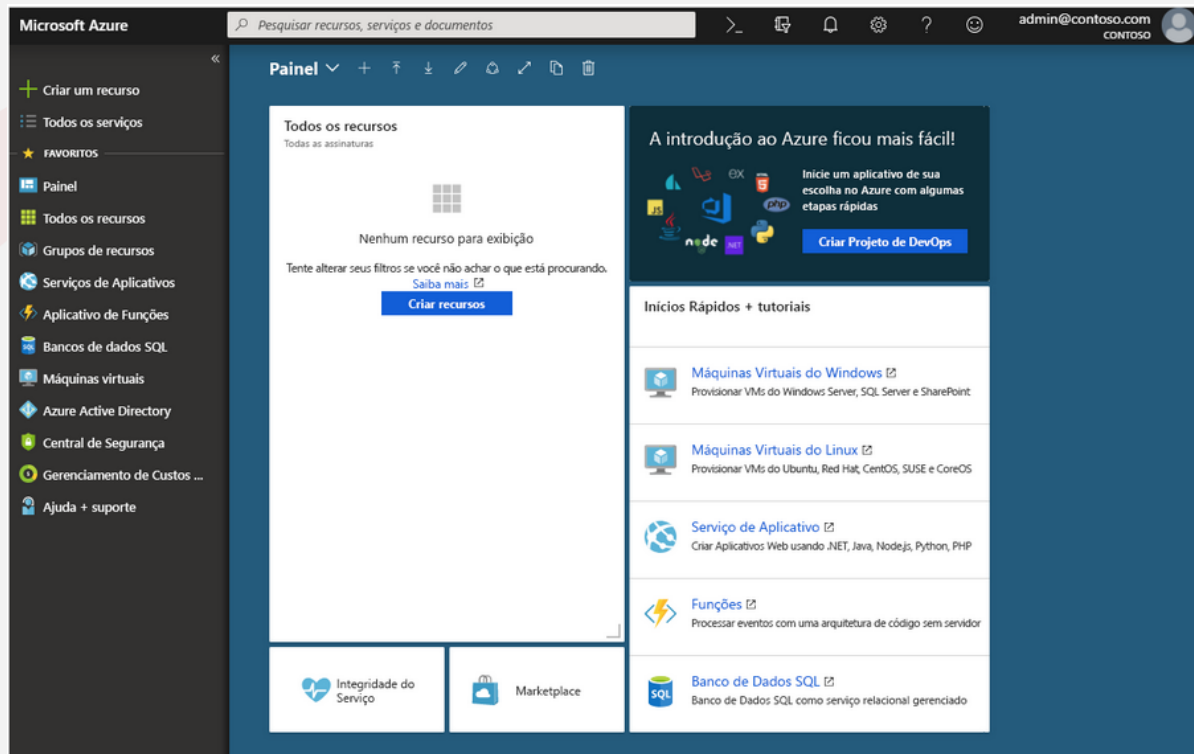 Microsoft Azure
Pesquisar recursos, serviços e documentos
admin@contoso.com
CONTOSO
Criar um recurso
Todos os serviços
FAVORITOS
Painel
Todos os recursos
Grupos de recursos
Serviços de Aplicativos
Aplicativo de Funções
Bancos de dados SQL
Máquinas virtuais
Azure Active Directory
Central de Segurança
Gerenciamento de Custos ...
Ajuda + suporte
Painel
Todos os recursos
Todas as assinaturas
Nenhum recurso para exibição
Tente alterar seus filtros se você não achar o que está procurando.
Saiba mais
Criar recursos
Integridade do
Serviço
Marketplace
A introdução ao Azure ficou mais fácil!
ex
JS
php
node
NET
Inicie um aplicativo de sua
escolha no Azure com algumas
etapas rápidas
Criar Projeto de DevOps
Inícios Rápidos + tutoriais
Máquinas Virtuais do Windows
Provisionar VMs do Windows Server, SQL Server e SharePoint
Máquinas Virtuais do Linux
Provisionar VMs do Ubuntu, Red Hat, CentOS, SUSE e CoreOS
Serviço de Aplicativo
Criar Aplicativos Web usando .NET, Java, Node.js, Python, PHP
Funções
Processar eventos com uma arquitetura de código sem servidor
SQL
Banco de Dados SQL
Banco de Dados SQL como serviço relacional gerenciado